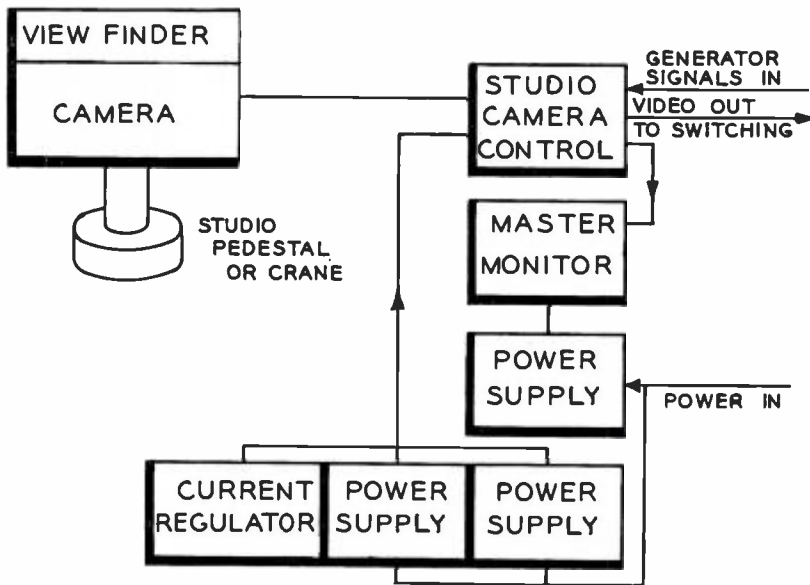 VIEW FINDER
CAMERA
STUDIO
PEDESTAL
OR CRANE
STUDIO
CAMERA
CONTROL
GENERATOR
SIGNALS IN
VIDEO OUT
TO SWITCHING
MASTER
MONITOR
POWER
SUPPLY
POWER IN
CURRENT
REGULATOR
POWER
SUPPLY
POWER
SUPPLY